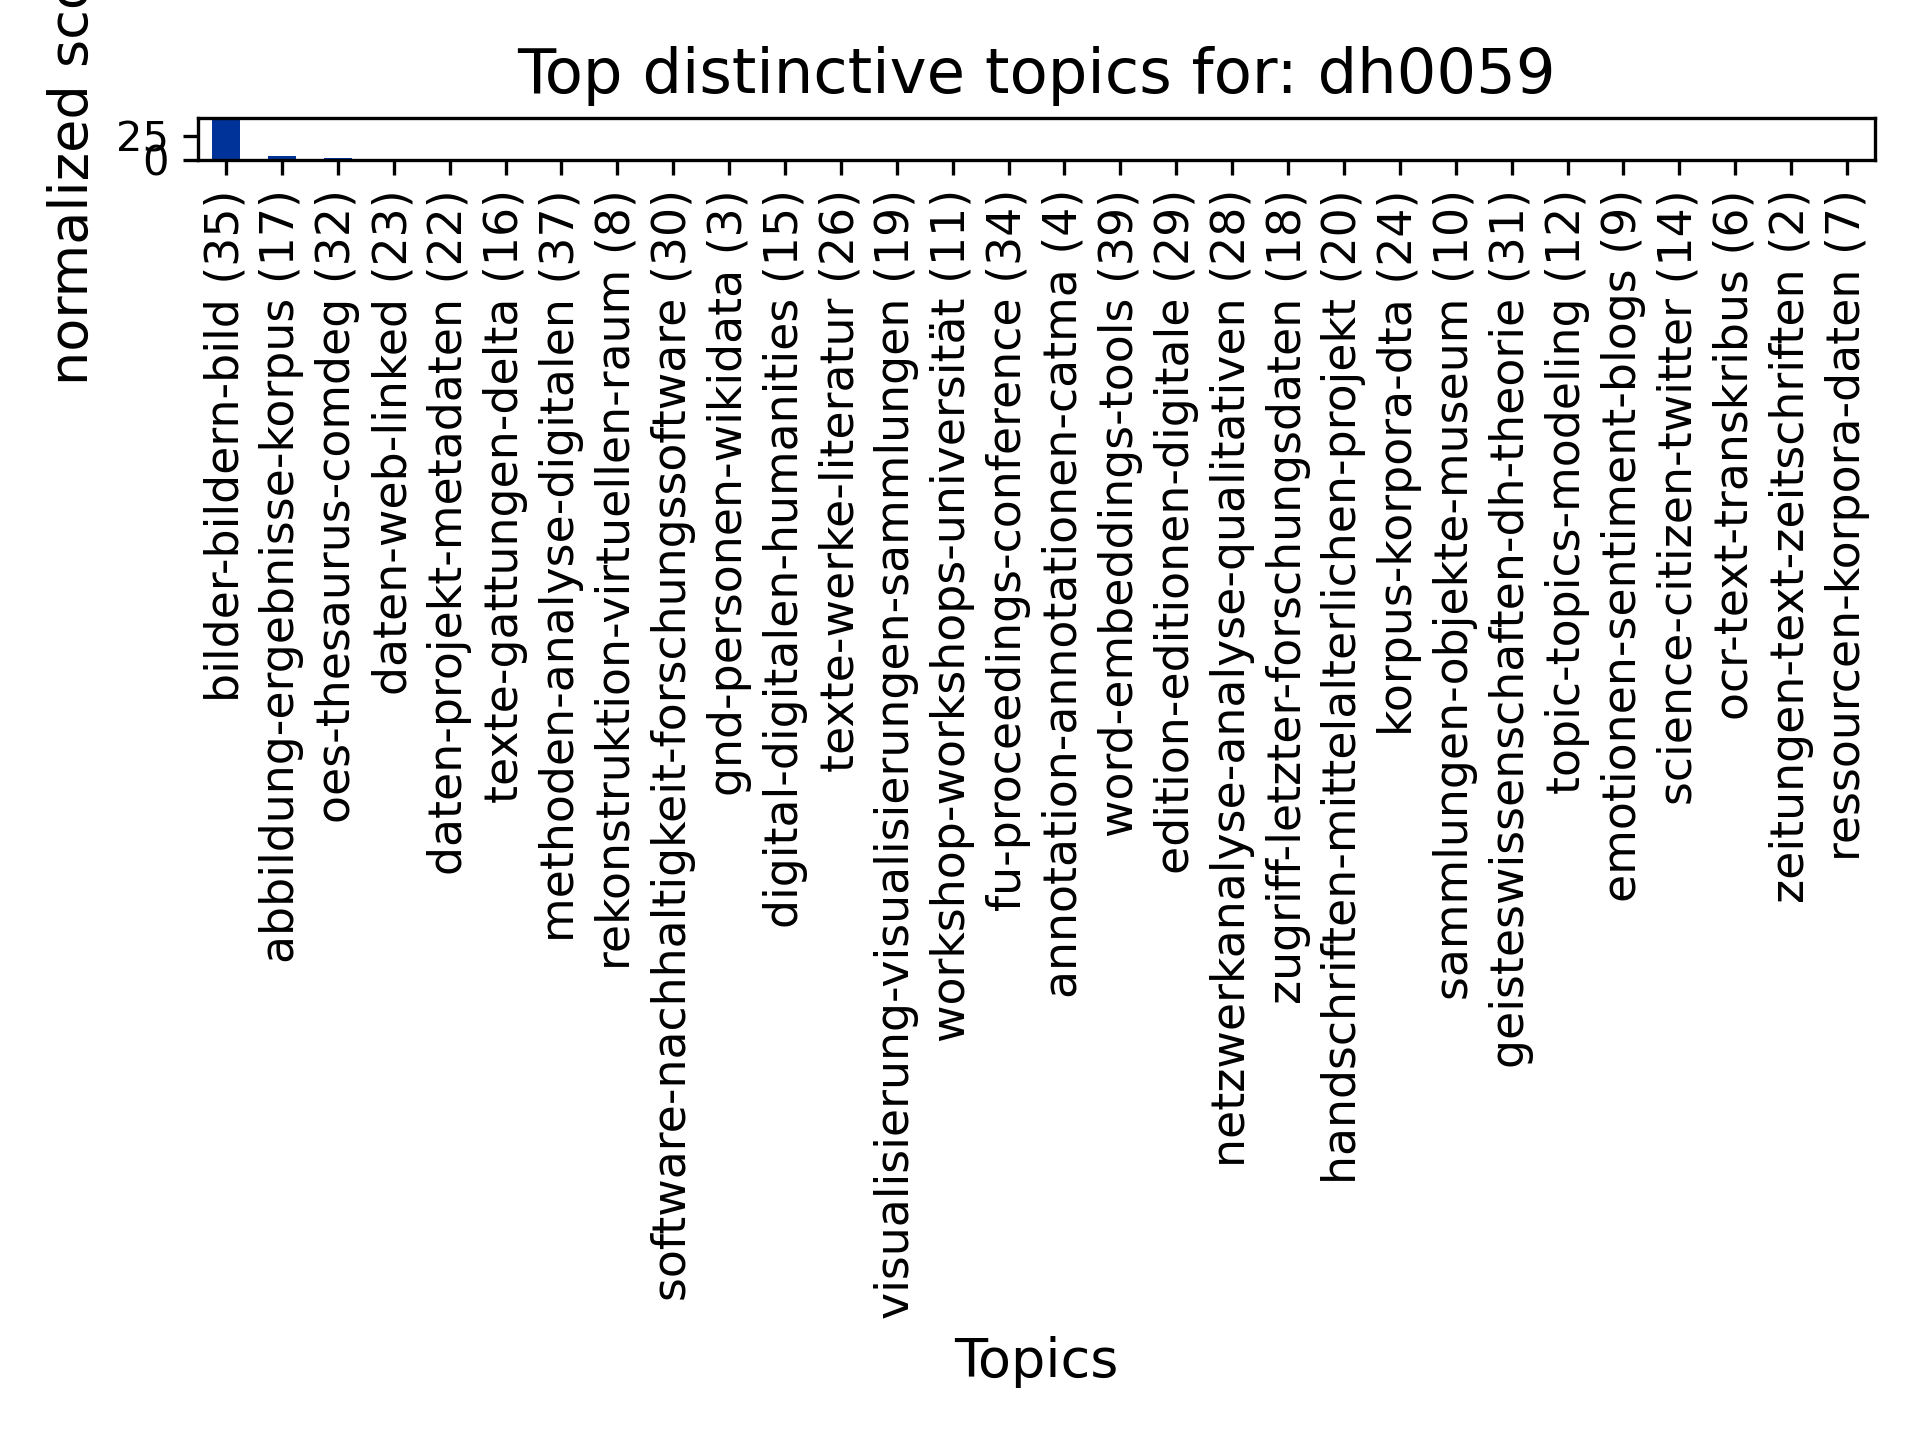 Top distinctive topics for: dh0059
normalized
25
0
bilder-bildern-bild (35)
abbildung-ergebnisse-korpus (17)
oes-thesaurus-comdeg (32)
daten-web-linked (23)
daten-projekt-metadaten (22)
texte-gattungen-delta (16)
methoden-analyse-digitalen (37)
rekonstruktion-virtuellen-raum (8)
software-nachhaltigkeit-forschungssoftware (30)
gnd-personen-wikidata (3)
digital-digitalen-humanities (15)
texte-werke-literatur (26)
visualisierung-visualisierungen-sammlungen (19)
workshop-workshops-universität (11)
fu-proceedings-conference (34)
annotation-annotationen-catma (4)
word-embeddings-tools (39)
edition-editionen-digitale (29)
netzwerkanalyse-analyse-qualitativen (28)
zugriff-letzter-forschungsdaten (18)
handschriften-mittelalterlichen-projekt (20)
korpus-korpora-dta (24)
sammlungen-objekte-museum (10)
geisteswissenschaften-dh-theorie (31)
topic-topics-modeling (12)
emotionen-sentiment-blogs (9)
science-citizen-twitter (14)
ocr-text-transkribus (6)
zeitungen-text-zeitschriften (2)
ressourcen-korpora-daten (7)
Topics